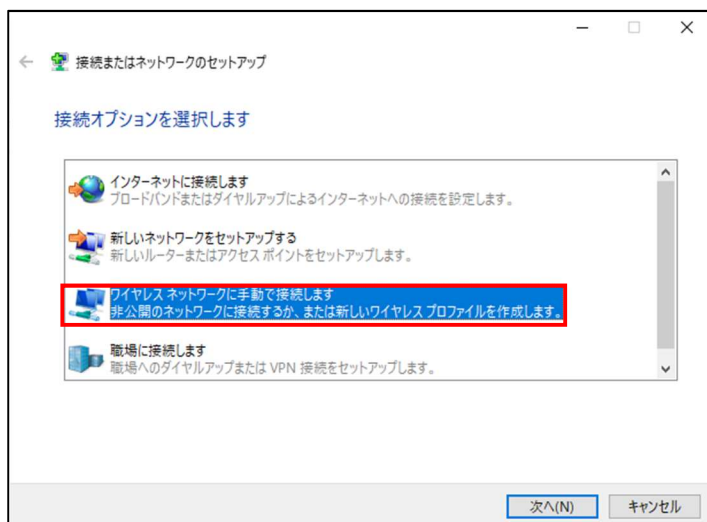 接続またはネットワークのセットアップ
接続オプションを選択します
インターネットに接続します
ブロードバンドまたはダイヤルアップによるインターネットへの接続を設定します。
新しいネットワークをセットアップする
新しいルーターまたはアクセス ポイントをセットアップします。
ワイヤレス ネットワークに手動で接続します
非公開のネットワークに接続するか、または新しいワイヤレス プロファイルを作成します。
職場に接続します
職場へのダイヤルアップまたは VPN 接続をセットアップします。
次へ(N)
キャンセル